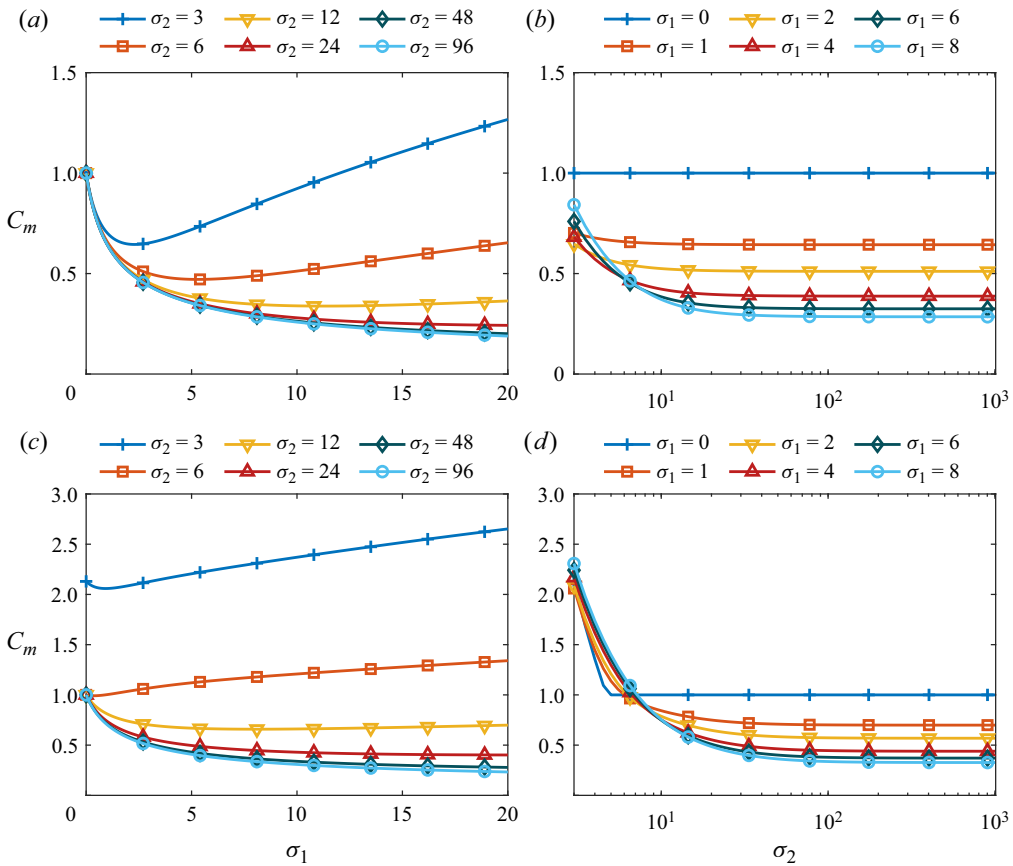 (a) σ2 = 3 σ2 = 12 σ2 = 48 (b) σ1 = 0 σ1 = 2 σ1 = 6
σ2 = 6 σ2 = 24 σ2 = 96 σ1 = 1 σ1 = 4 σ1 = 8
1.5 1.5
1.0 1.0
Cm
0.5 0.5
0
0 5 10 15 20 10^1 10^2 10^3
(c) σ2 = 3 σ2 = 12 σ2 = 48 (d) σ1 = 0 σ1 = 2 σ1 = 6
σ2 = 6 σ2 = 24 σ2 = 96 σ1 = 1 σ1 = 4 σ1 = 8
3.0 3.0
2.5 2.5
2.0 2.0
Cm 1.5 1.5
1.0 1.0
0.5 0.5
0 5 10 15 20 10^1 10^2 10^3
σ1 σ2